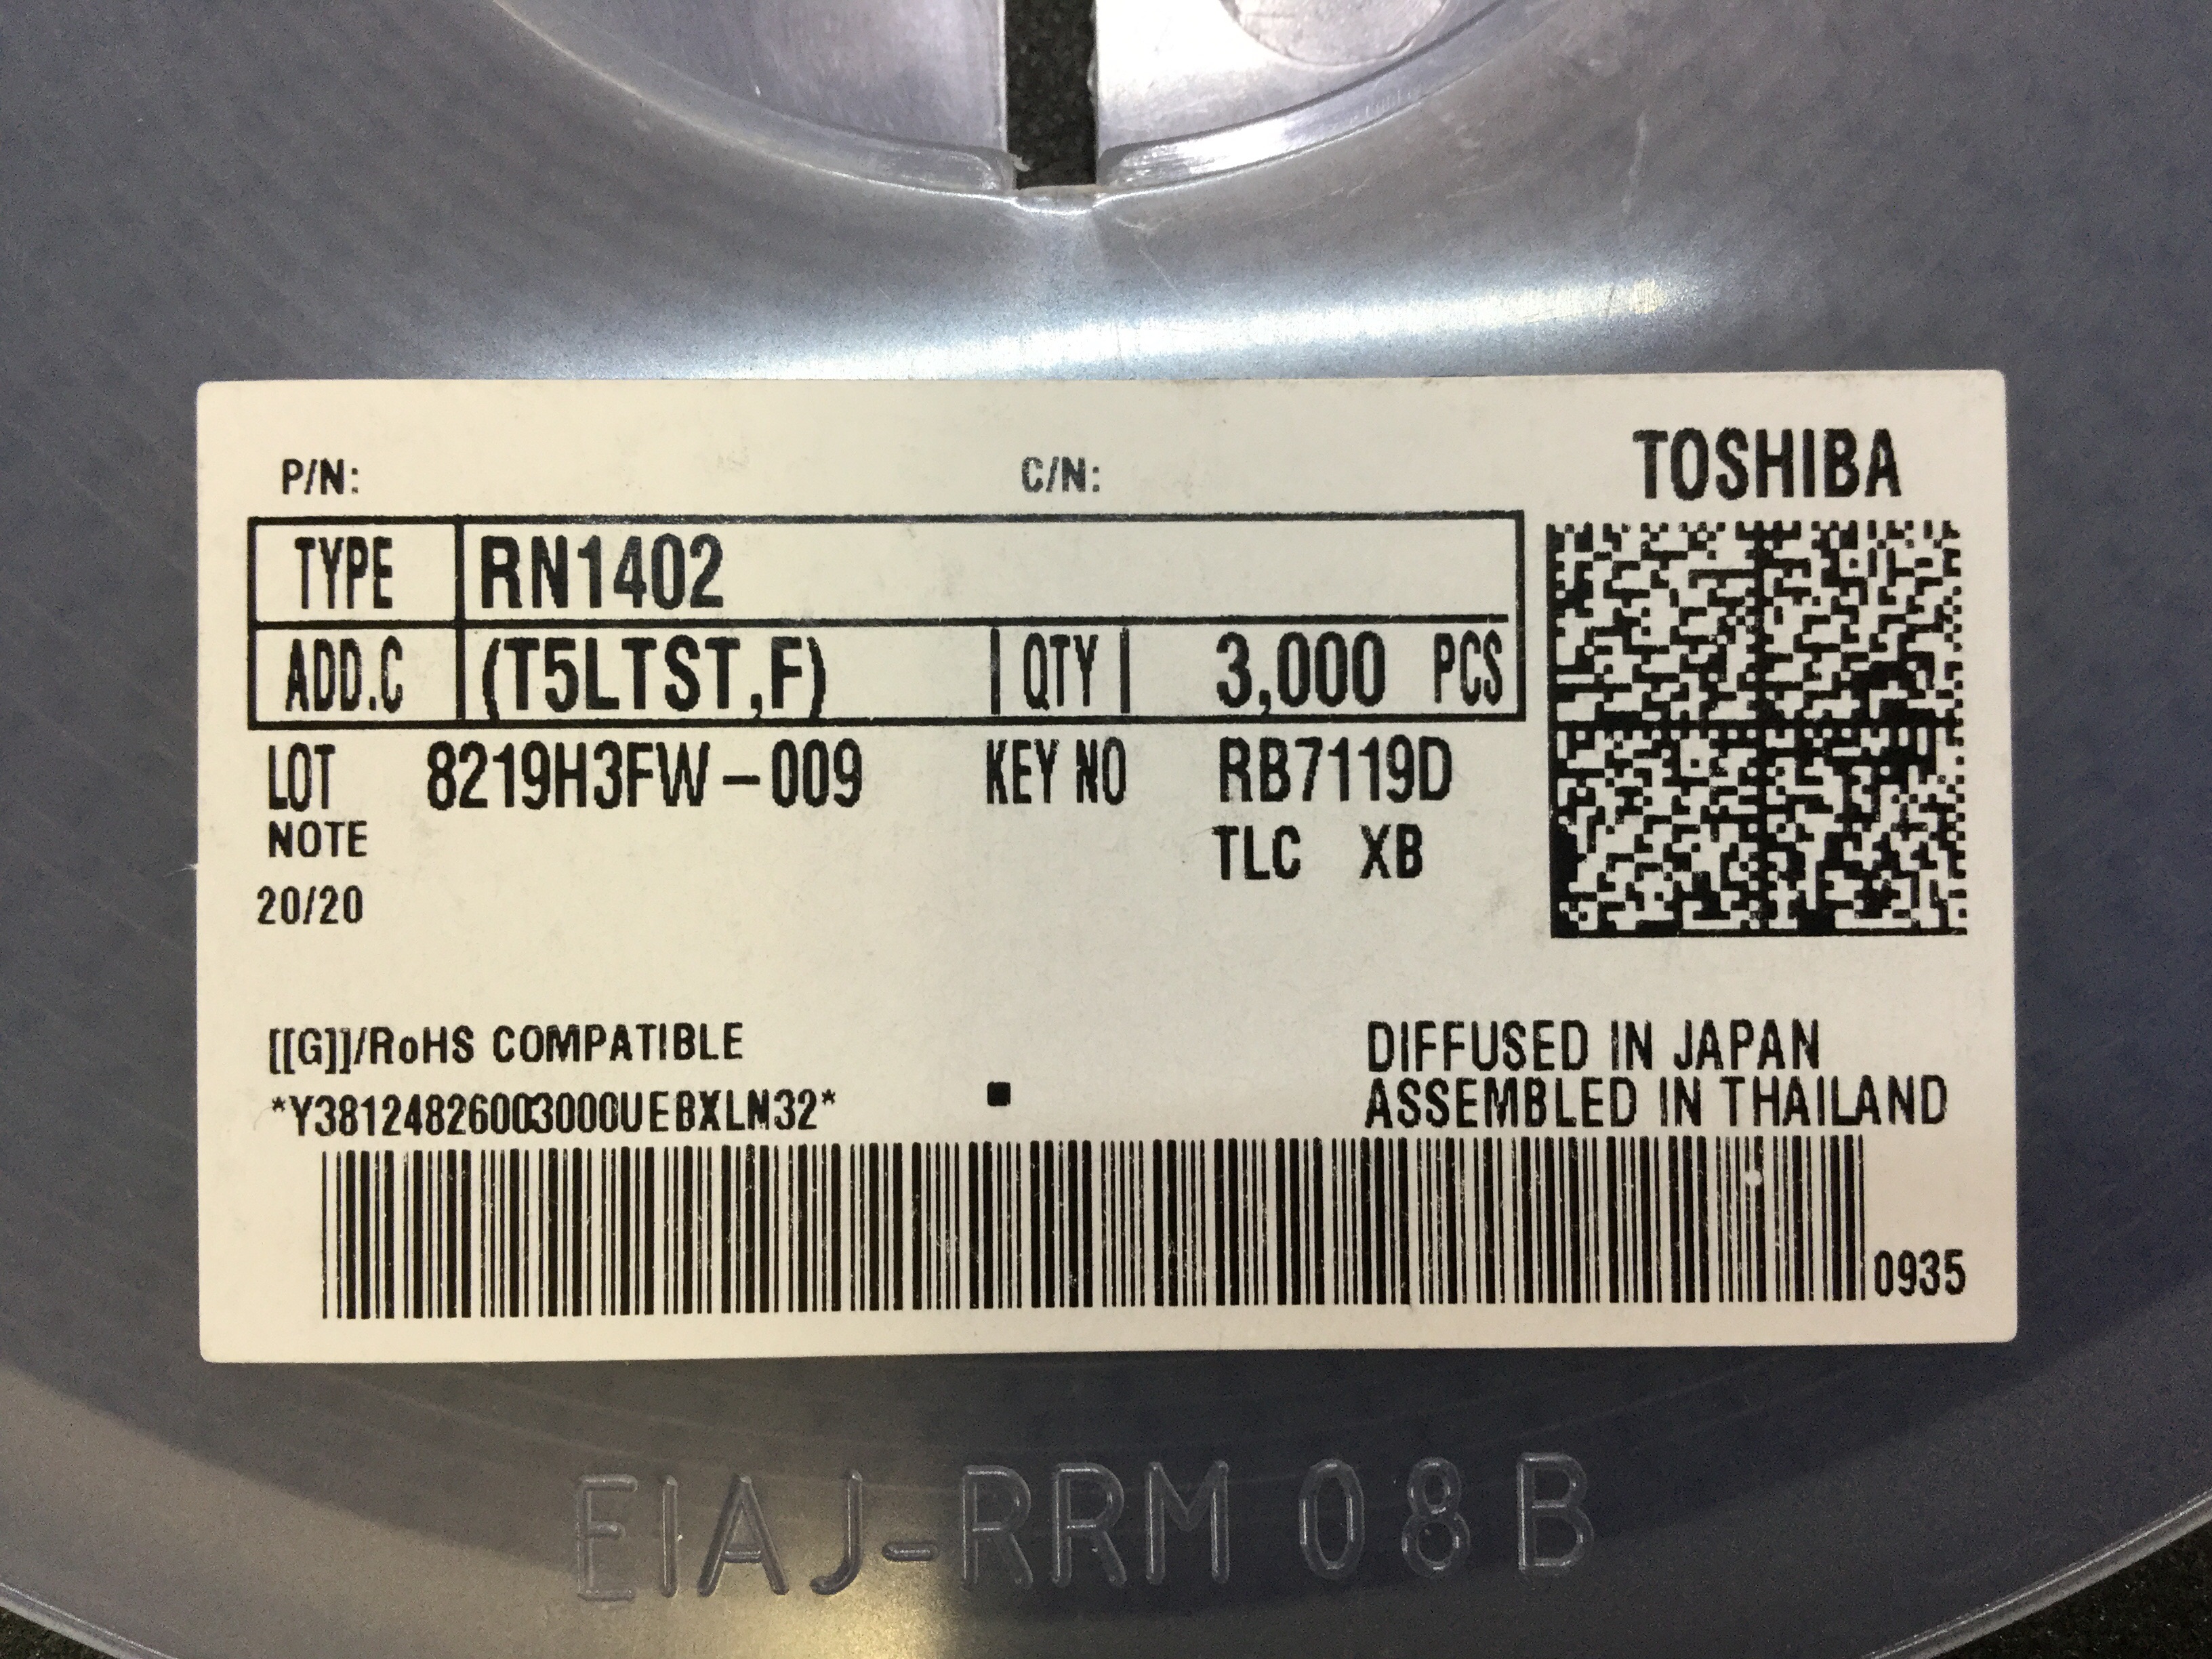 P/N: C/N: TOSHIBA
TYPE RN1402
ADD.C (T5LTST,F) QTY 3,000 PCS
LOT 8219H3FW-009 KEY NO RB7119D
NOTE TLC XB
20/20
[[G]]/RoHS COMPATIBLE
*Y38124826003000UEBXLN32*
DIFFUSED IN JAPAN
ASSEMBLED IN THAILAND
0935
EIAJ-RRM 08B